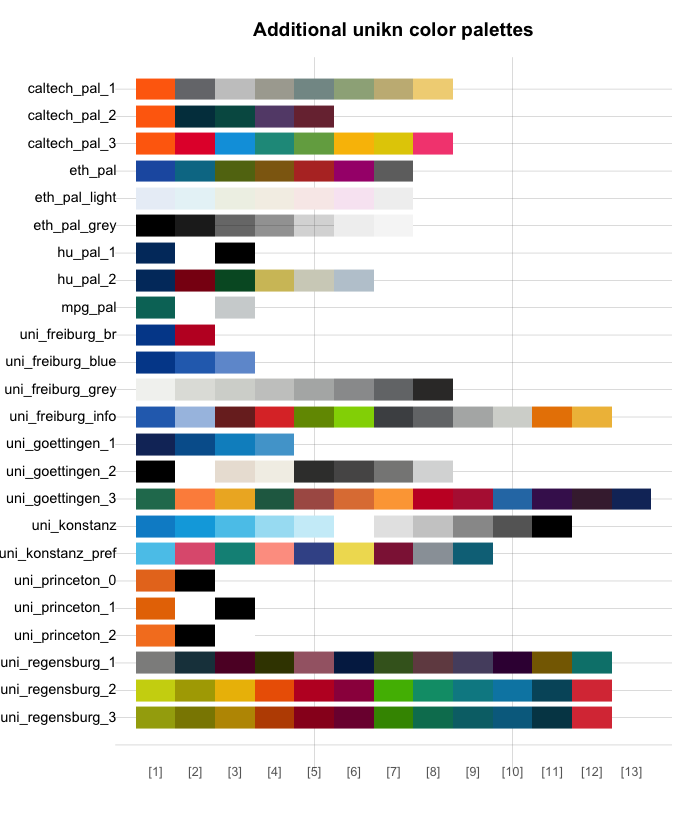 Additional unikn color palettes
caltech_pal_1
caltech_pal_2
caltech_pal_3
eth_pal
eth_pal_light
eth_pal_grey
hu_pal_1
hu_pal_2
mpg_pal
uni_freiburg_br
uni_freiburg_blue
uni_freiburg_grey
uni_freiburg_info
uni_goettingen_1
uni_goettingen_2
uni_goettingen_3
uni_konstanz
uni_konstanz_pref
uni_princeton_0
uni_princeton_1
uni_princeton_2
uni_regensburg_1
uni_regensburg_2
uni_regensburg_3
[1] [2] [3] [4] [5] [6] [7] [8] [9] [10] [11] [12] [13]